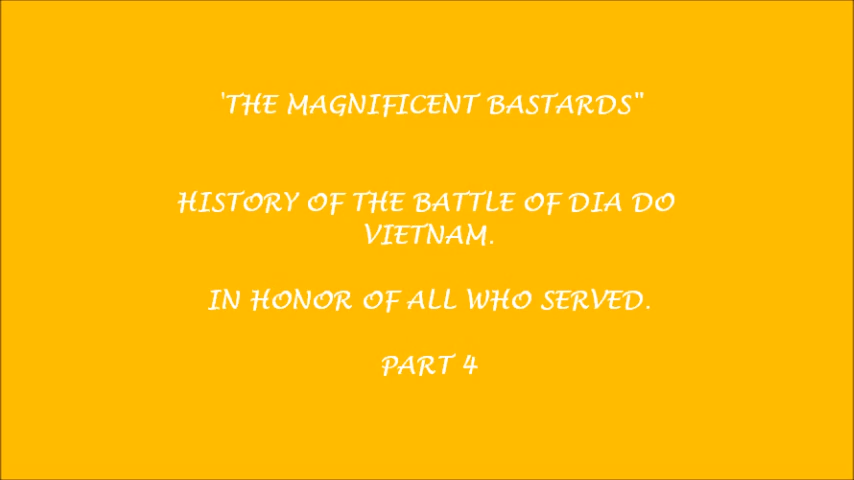 'THE MAGNIFICENT BASTARDS"
HISTORY OF THE BATTLE OF DIA DO
VIETNAM.
IN HONOR OF ALL WHO SERVED.
PART 4